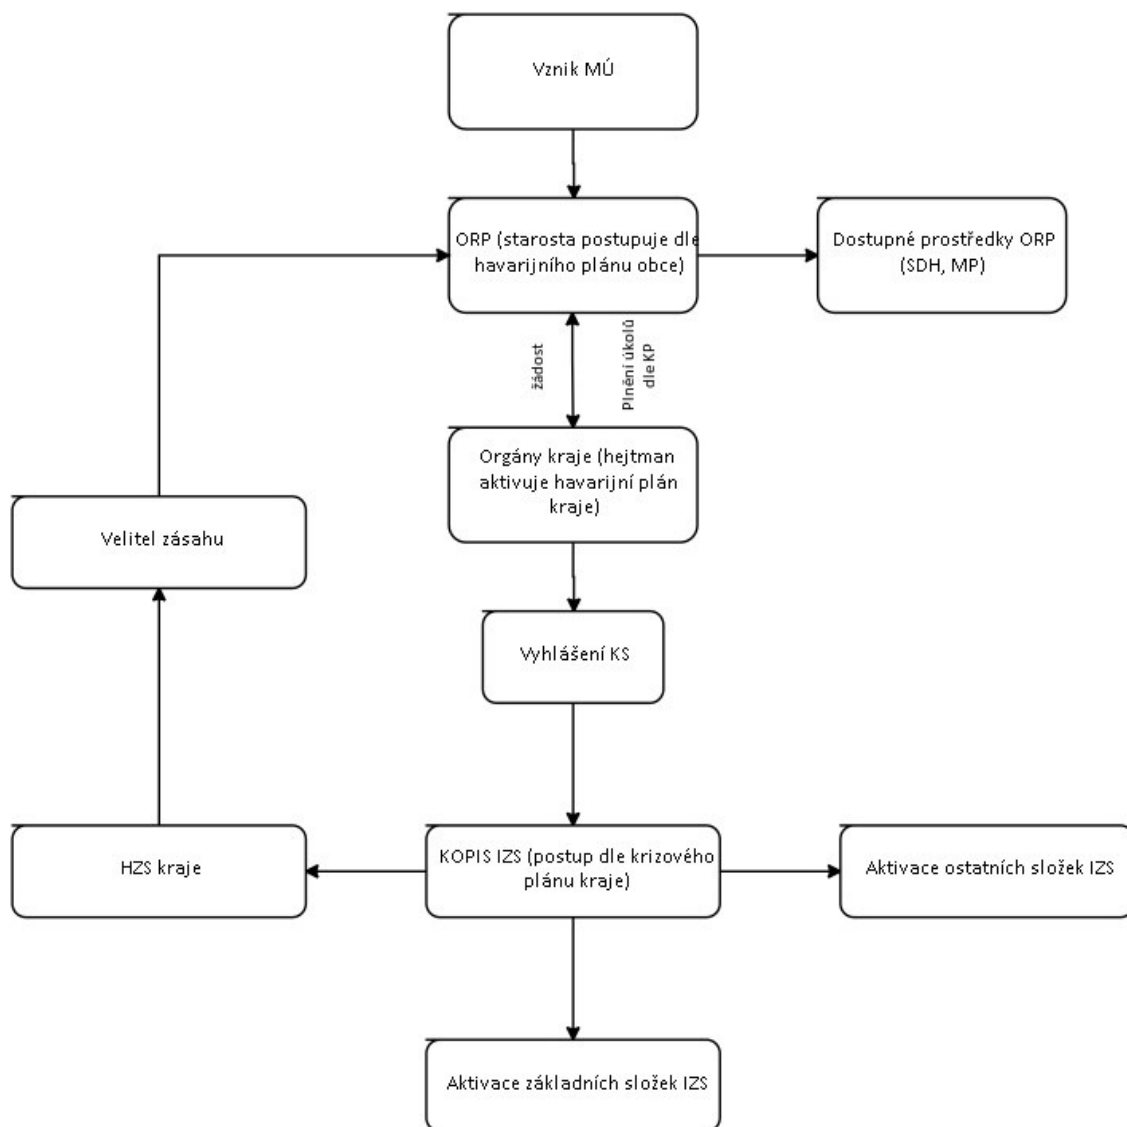 Vznik MÚ
ORP (starosta postupuje dle
havarijního plánu obce)
Dostupné prostředky ORP
(SDH, MP)
žádost
Plnění úkolů
dle KP
Orgány kraje (hejtman
aktivuje havarijní plán
kraje)
Velitel zásahu
Vyhlášení KS
HZS kraje
KOPIS IZS (postup dle krizového
plánu kraje)
Aktivace ostatních složek IZS
Aktivace základních složek IZS